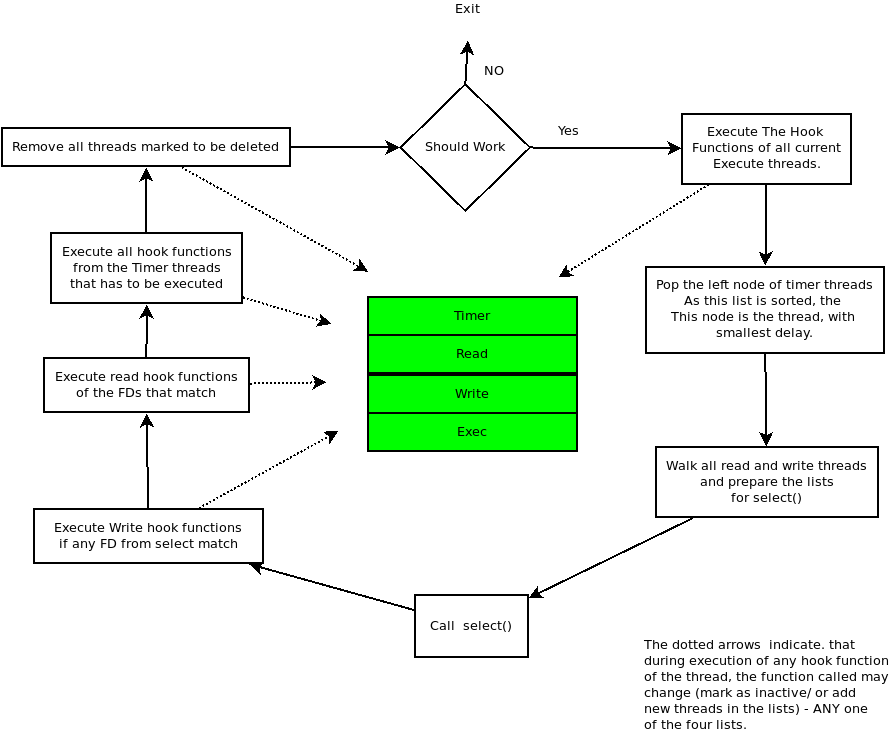 Exit
NO
Should Work
Yes
Execute The Hook
Functions of all current
Execute threads.
Remove all threads marked to be deleted
Execute all hook functions
from the Timer threads
that has to be executed
Pop the left node of timer threads
As this list is sorted, the
This node is the thread, with
smallest delay.
Timer
Read
Write
Exec
Execute read hook functions
of the FDs that match
Walk all read and write threads
and prepare the lists
for select()
Execute Write hook functions
if any FD from select match
Call select()
The dotted arrows indicate. that
during execution of any hook function
of the thread, the function called may
change (mark as inactive/ or add
new threads in the lists) - ANY one
of the four lists.